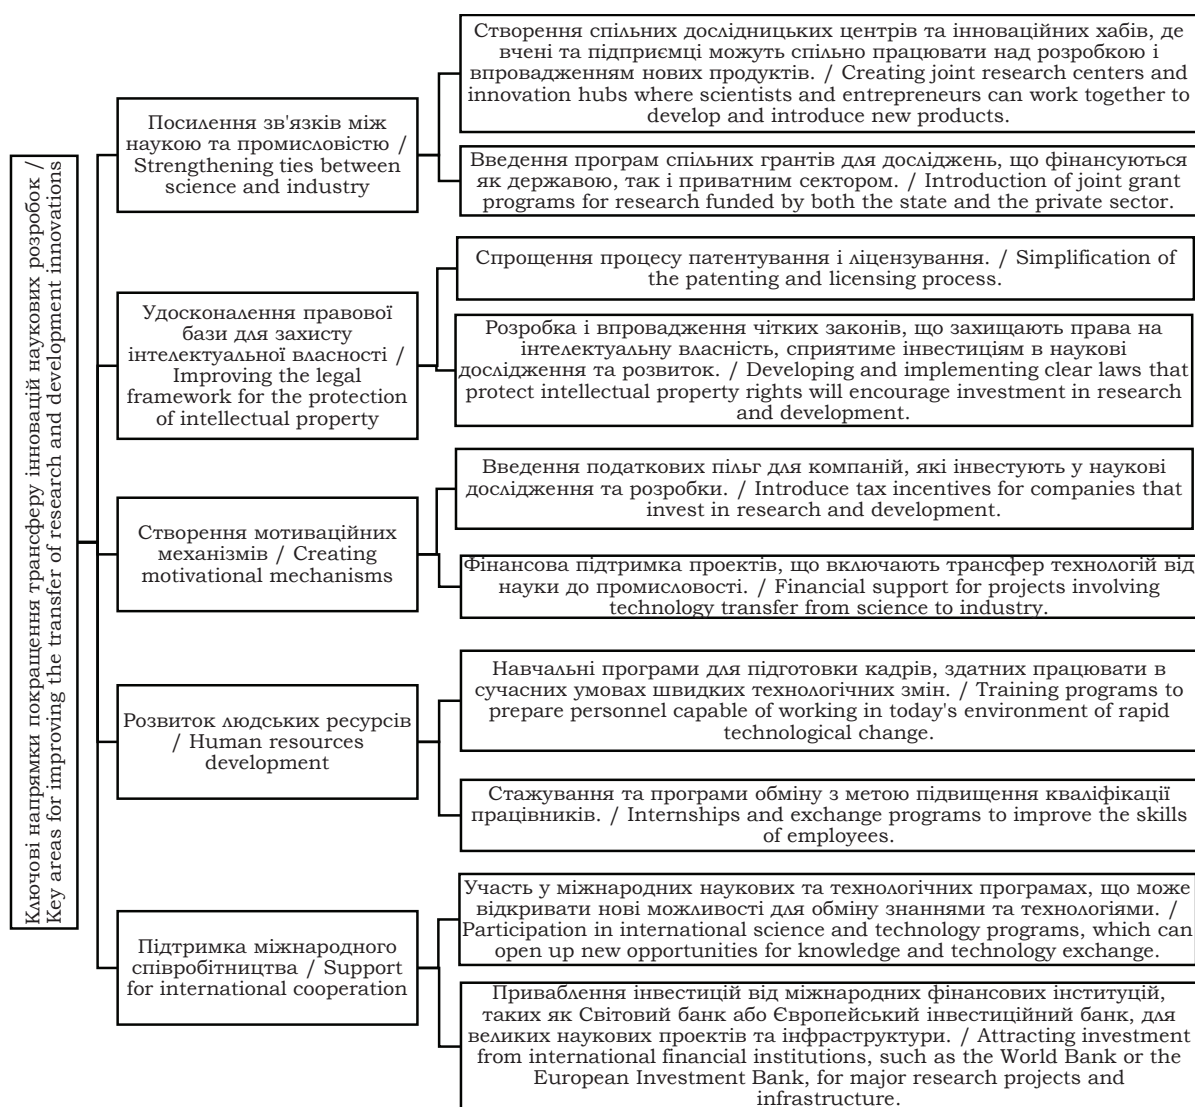 Ключові напрямки покращення трансферу інновацій наукових розробок /
Key areas for improving the transfer of research and development innovations
Посилення зв'язків між
наукою та промисловістю /
Strengthening ties between
science and industry
Створення спільних дослідницьких центрів та інноваційних хабів, де
вчені та підприємці можуть спільно працювати над розробкою і
впровадженням нових продуктів. / Creating joint research centers and
innovation hubs where scientists and entrepreneurs can work together to
develop and introduce new products.
Введення програм спільних грантів для досліджень, що фінансуються
як державою, так і приватним сектором. / Introduction of joint grant
programs for research funded by both the state and the private sector.
Удосконалення правової
бази для захисту
інтелектуальної власності /
Improving the legal
framework for the protection
of intellectual property
Спрощення процесу патентування і ліцензування. / Simplification of
the patenting and licensing process.
Розробка і впровадження чітких законів, що захищають права на
інтелектуальну власність, сприятиме інвестиціям в наукові
дослідження та розвиток. / Developing and implementing clear laws that
protect intellectual property rights will encourage investment in research
and development.
Створення мотиваційних
механізмів / Creating
motivational mechanisms
Введення податкових пільг для компаній, які інвестують у наукові
дослідження та розробки. / Introduce tax incentives for companies that
invest in research and development.
Фінансова підтримка проектів, що включають трансфер технологій від
науки до промисловості. / Financial support for projects involving
technology transfer from science to industry.
Розвиток людських ресурсів
/ Human resources
development
Навчальні програми для підготовки кадрів, здатних працювати в
сучасних умовах швидких технологічних змін. / Training programs to
prepare personnel capable of working in today's environment of rapid
technological change.
Стажування та програми обміну з метою підвищення кваліфікації
працівників. / Internships and exchange programs to improve the skills
of employees.
Підтримка міжнародного
співробітництва / Support
for international cooperation
Участь у міжнародних наукових та технологічних програмах, що може
відкривати нові можливості для обміну знаннями та технологіями. /
Participation in international science and technology programs, which can
open up new opportunities for knowledge and technology exchange.
Приваблення інвестицій від міжнародних фінансових інституцій,
таких як Світовий банк або Європейський інвестиційний банк, для
великих наукових проектів та інфраструктури. / Attracting investment
from international financial institutions, such as the World Bank or the
European Investment Bank, for major research projects and
infrastructure.